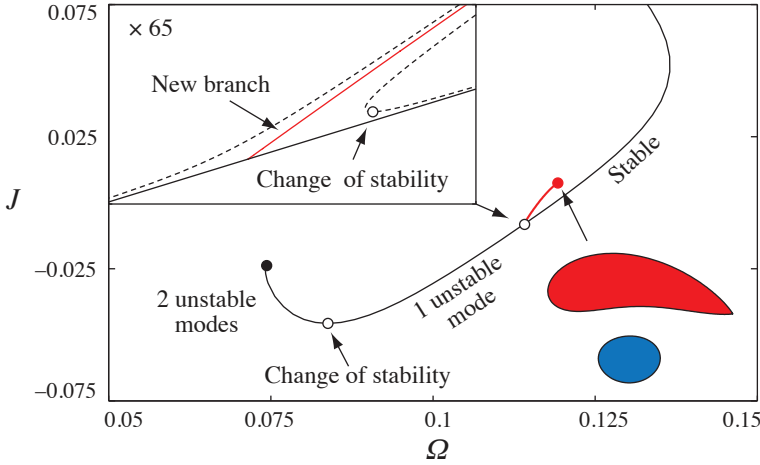 0.075
× 65
New branch
Change of stability
0.025
J
Stable
−0.025
2 unstable
modes
1 unstable
mode
Change of stability
−0.075
0.05
0.075
0.1
0.125
0.15
Ω